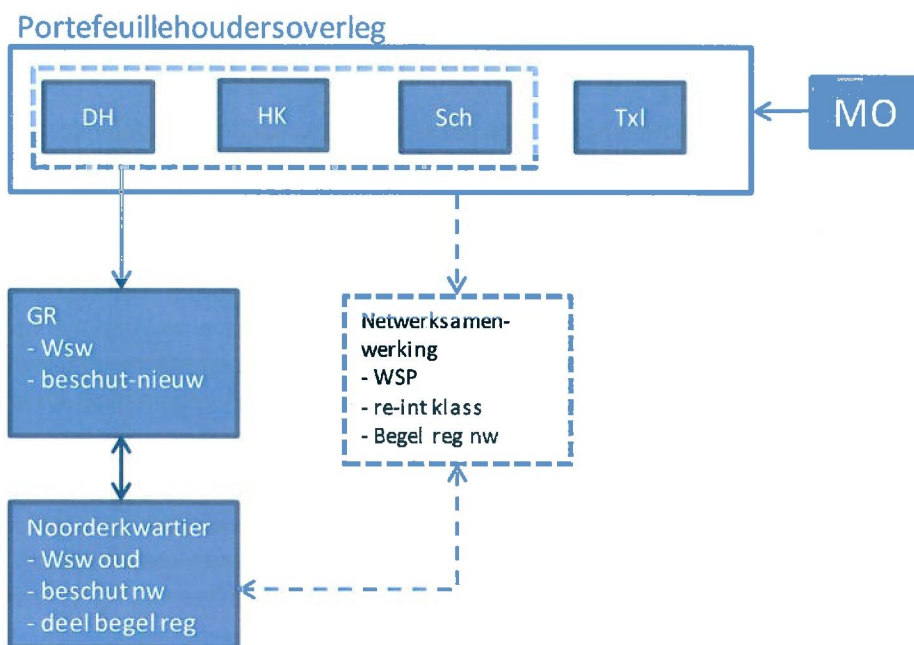 Portefeuillehoudersoverleg
DH
HK
Sch
Txl
MO
GR
- Wsw
- beschut-nieuw
Netwerksamen-
werking
- WSP
- re-int klass
- Begel reg nw
Noorderkwartier
- Wsw oud
- beschut nw
- deel begel reg